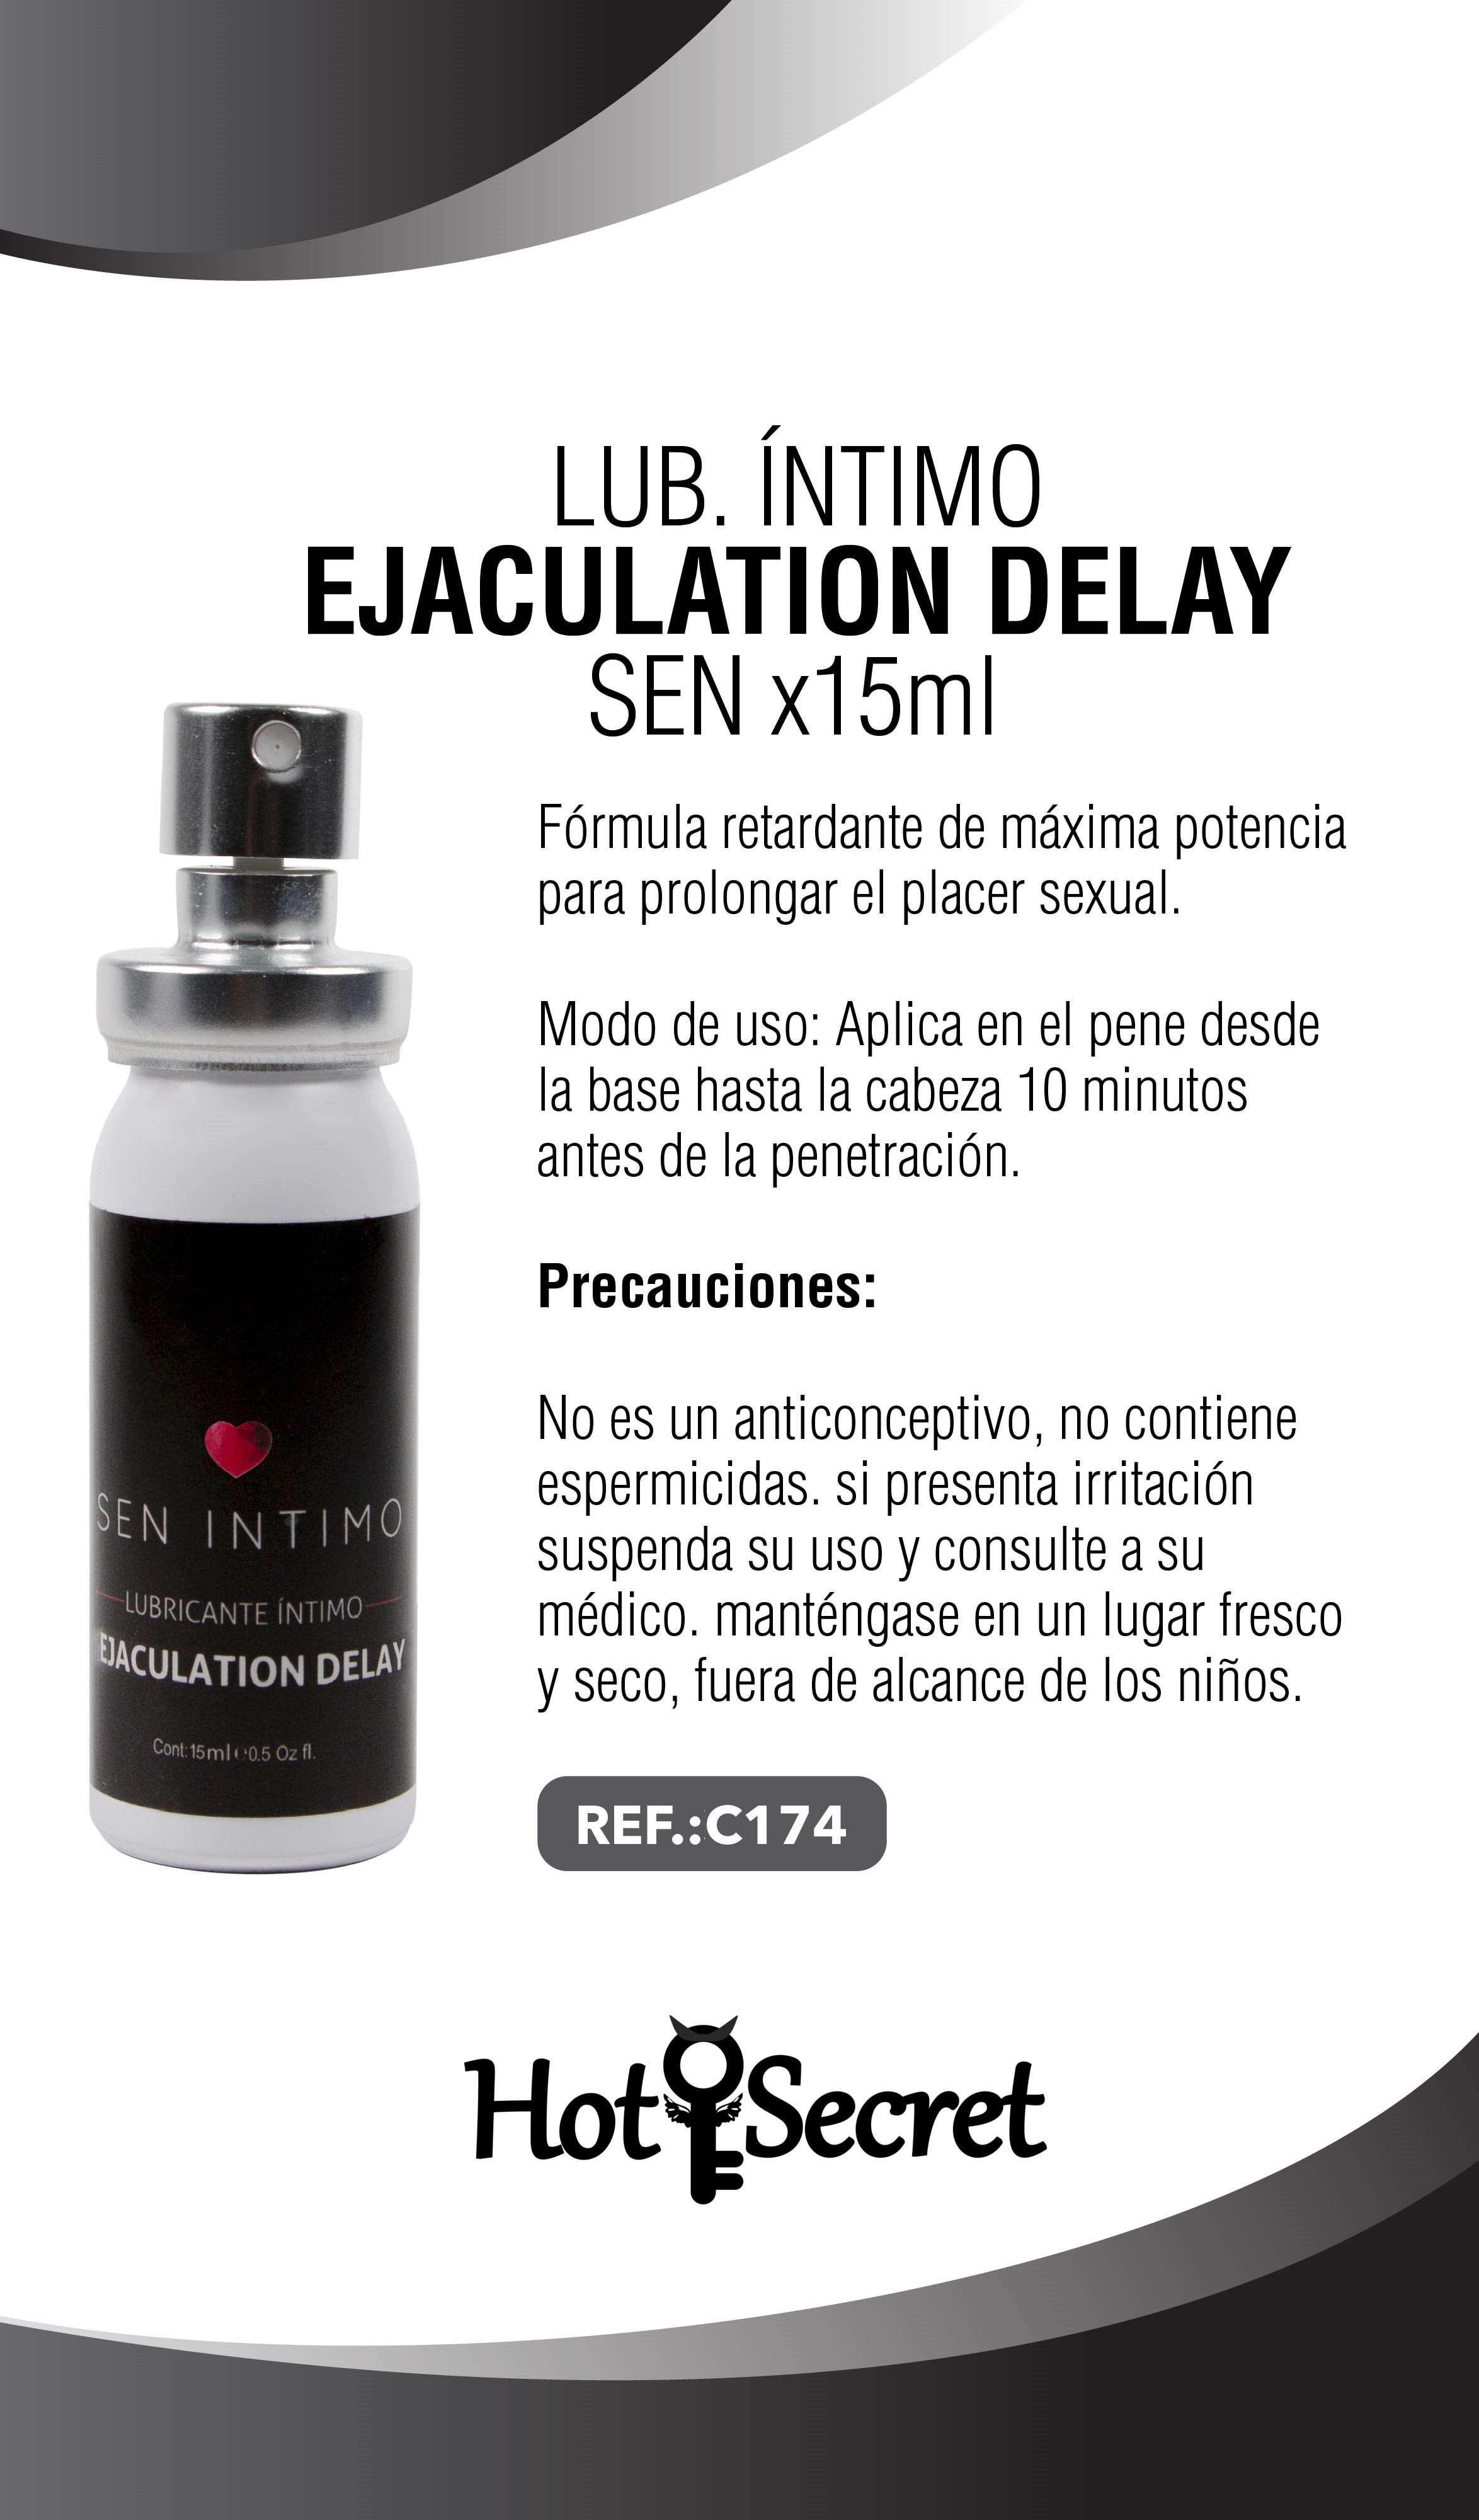 LUB. ÍNTIMO
EJACULATION DELAY
SEN x15ml
Fórmula retardante de máxima potencia
para prolongar el placer sexual.
Modo de uso: Aplica en el pene desde
la base hasta la cabeza 10 minutos
antes de la penetración.
Precauciones:
No es un anticonceptivo, no contiene
espermicidas. si presenta irritación
suspenda su uso y consulte a su
médico. manténgase en un lugar fresco
y seco, fuera de alcance de los niños.
REF.:C174
SEN INTIMO
LUBRICANTE ÍNTIMO
EJACULATION DELAY
Cont:15ml 0.5 Oz fl.
Hot Secret